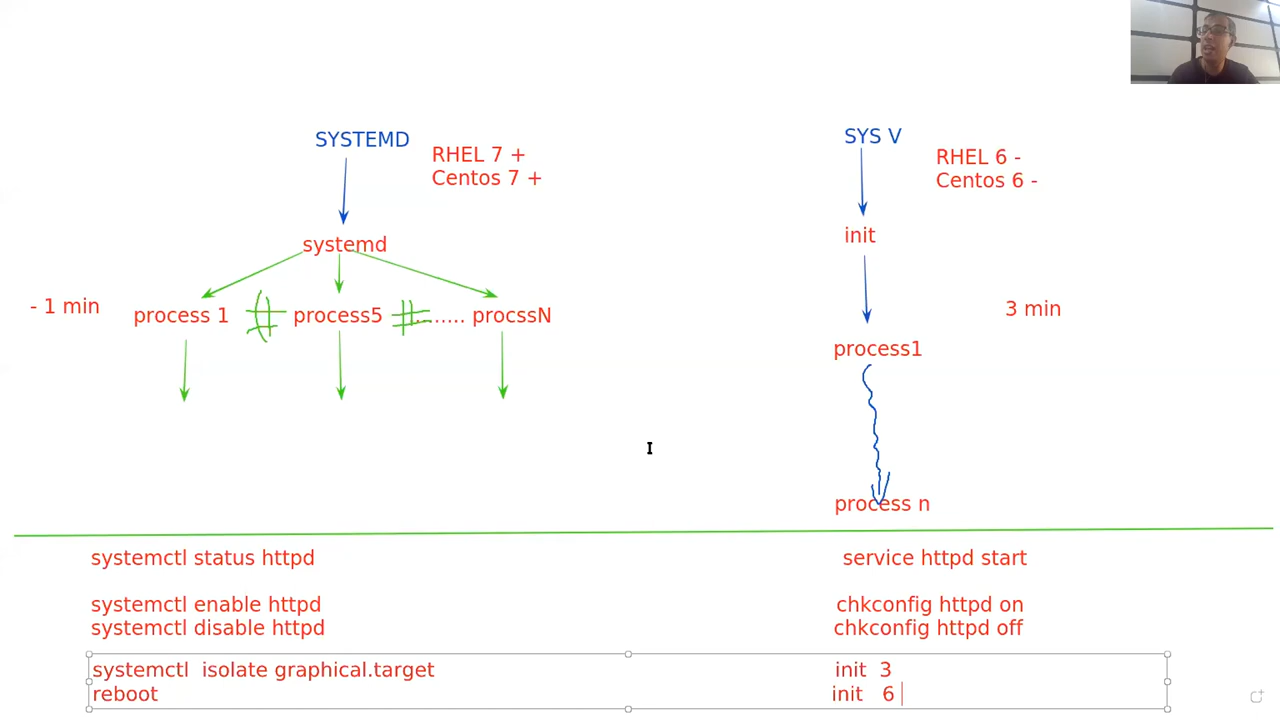 SYSTEMD
RHEL 7 +
Centos 7 +
systemd
- 1 min
process 1
process5
......... procssN
SYS V
RHEL 6 -
Centos 6 -
init
3 min
process1
process n
systemctl status httpd
service httpd start
systemctl enable httpd
chkconfig httpd on
systemctl disable httpd
chkconfig httpd off
systemctl  isolate graphical.target
init  3
reboot
init   6